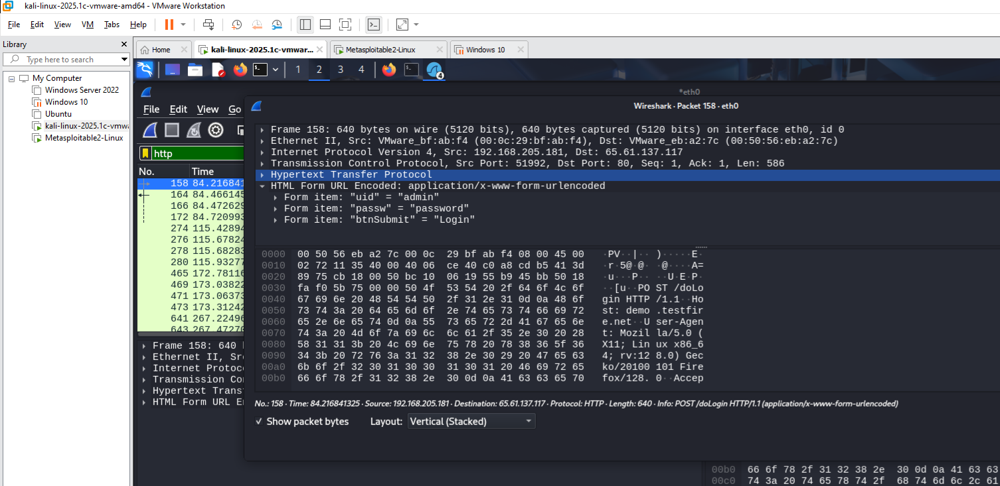 kali-linux-2025.1c-vmware-amd64 - VMware Workstation
File Edit View VM Tabs Help
Library
Type here to search
My Computer
Windows Server 2022
Windows 10
Ubuntu
kali-linux-2025.1c-vmwa
Metasploitable2-Linux
Home kali-linux-2025.1c-vmwar... Metasploitable2-Linux Windows 10
1 2 3 4 4
*eth0
File Edit View Go
http
No. Time
158 84.216841
164 84.466145
166 84.472629
172 84.720993
274 115.42894
276 115.67824
278 115.68283
280 115.93277
465 172.78116
469 173.03822
471 173.06373
473 173.31242
641 267.22496
643 267.47270
Frame 158: 640
Ethernet II, Sr
Internet Protoc
Transmission Co
Hypertext Trans
HTML Form URL E
Wireshark · Packet 158 · eth0
Frame 158: 640 bytes on wire (5120 bits), 640 bytes captured (5120 bits) on interface eth0, id 0
Ethernet II, Src: VMware_bf:ab:f4 (00:0c:29:bf:ab:f4), Dst: VMware_eb:a2:7c (00:50:56:eb:a2:7c)
Internet Protocol Version 4, Src: 192.168.205.181, Dst: 65.61.137.117
Transmission Control Protocol, Src Port: 51992, Dst Port: 80, Seq: 1, Ack: 1, Len: 586
Hypertext Transfer Protocol
HTML Form URL Encoded: application/x-www-form-urlencoded
Form item: "uid" = "admin"
Form item: "passw" = "password"
Form item: "btnSubmit" = "Login"
0000 00 50 56 eb a2 7c 00 0c 29 bf ab f4 08 00 45 00 ·PV··|·· )·····E·
0010 02 72 11 35 40 00 40 06 ce 40 c0 a8 cd b5 41 3d ·r·5@·@· ·@····A=
0020 89 75 cb 18 00 50 bc 10 06 19 55 b9 45 bb 50 18 ·u···P·· ··U·E·P·
0030 fa f0 5b 75 00 00 50 4f 53 54 20 2f 64 6f 4c 6f ··[u··PO ST /doLo
0040 67 69 6e 20 48 54 54 50 2f 31 2e 31 0d 0a 48 6f gin HTTP /1.1··Ho
0050 73 74 3a 20 64 65 6d 6f 2e 74 65 73 74 66 69 72 st: demo .testfir
0060 65 2e 6e 65 74 0d 0a 55 73 65 72 2d 41 67 65 6e e.net··U ser-Agen
0070 74 3a 20 4d 6f 7a 69 6c 6c 61 2f 35 2e 30 20 28 t: Mozil la/5.0 (
0080 58 31 31 3b 20 4c 69 6e 75 78 20 78 38 36 5f 36 X11; Lin ux x86_6
0090 34 3b 20 72 76 3a 31 32 38 2e 30 29 20 47 65 63 4; rv:12 8.0) Gec
00a0 6b 6f 2f 32 30 31 30 30 31 30 31 20 46 69 72 65 ko/20100 101 Fire
00b0 66 6f 78 2f 31 32 38 2e 30 0d 0a 41 63 63 65 70 fox/128. 0··Accep
No.: 158 · Time: 84.216841325 · Source: 192.168.205.181 · Destination: 65.61.137.117 · Protocol: HTTP · Length: 640 · Info: POST /doLogin HTTP/1.1 (application/x-www-form-urlencoded)
Show packet bytes Layout: Vertical (Stacked)
00b0 66 6f 78 2f 31 32 38 2e 30 0d 0a 41 63 63
00c0 74 3a 20 74 65 78 74 2f 68 74 6d 6c 2c 61